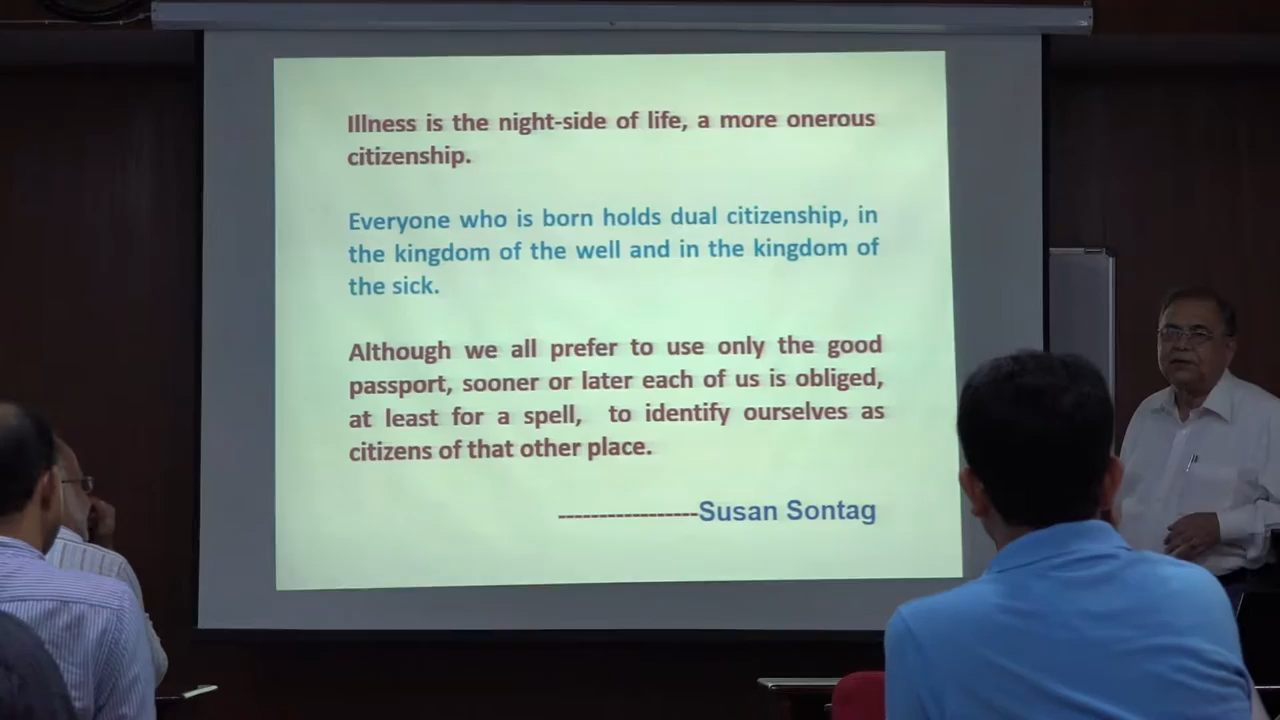 Illness is the night-side of life, a more onerous
citizenship.
Everyone who is born holds dual citizenship, in
the kingdom of the well and in the kingdom of
the sick.
Although we all prefer to use only the good
passport, sooner or later each of us is obliged,
at least for a spell, to identify ourselves as
citizens of that other place.
-----------------Susan Sontag